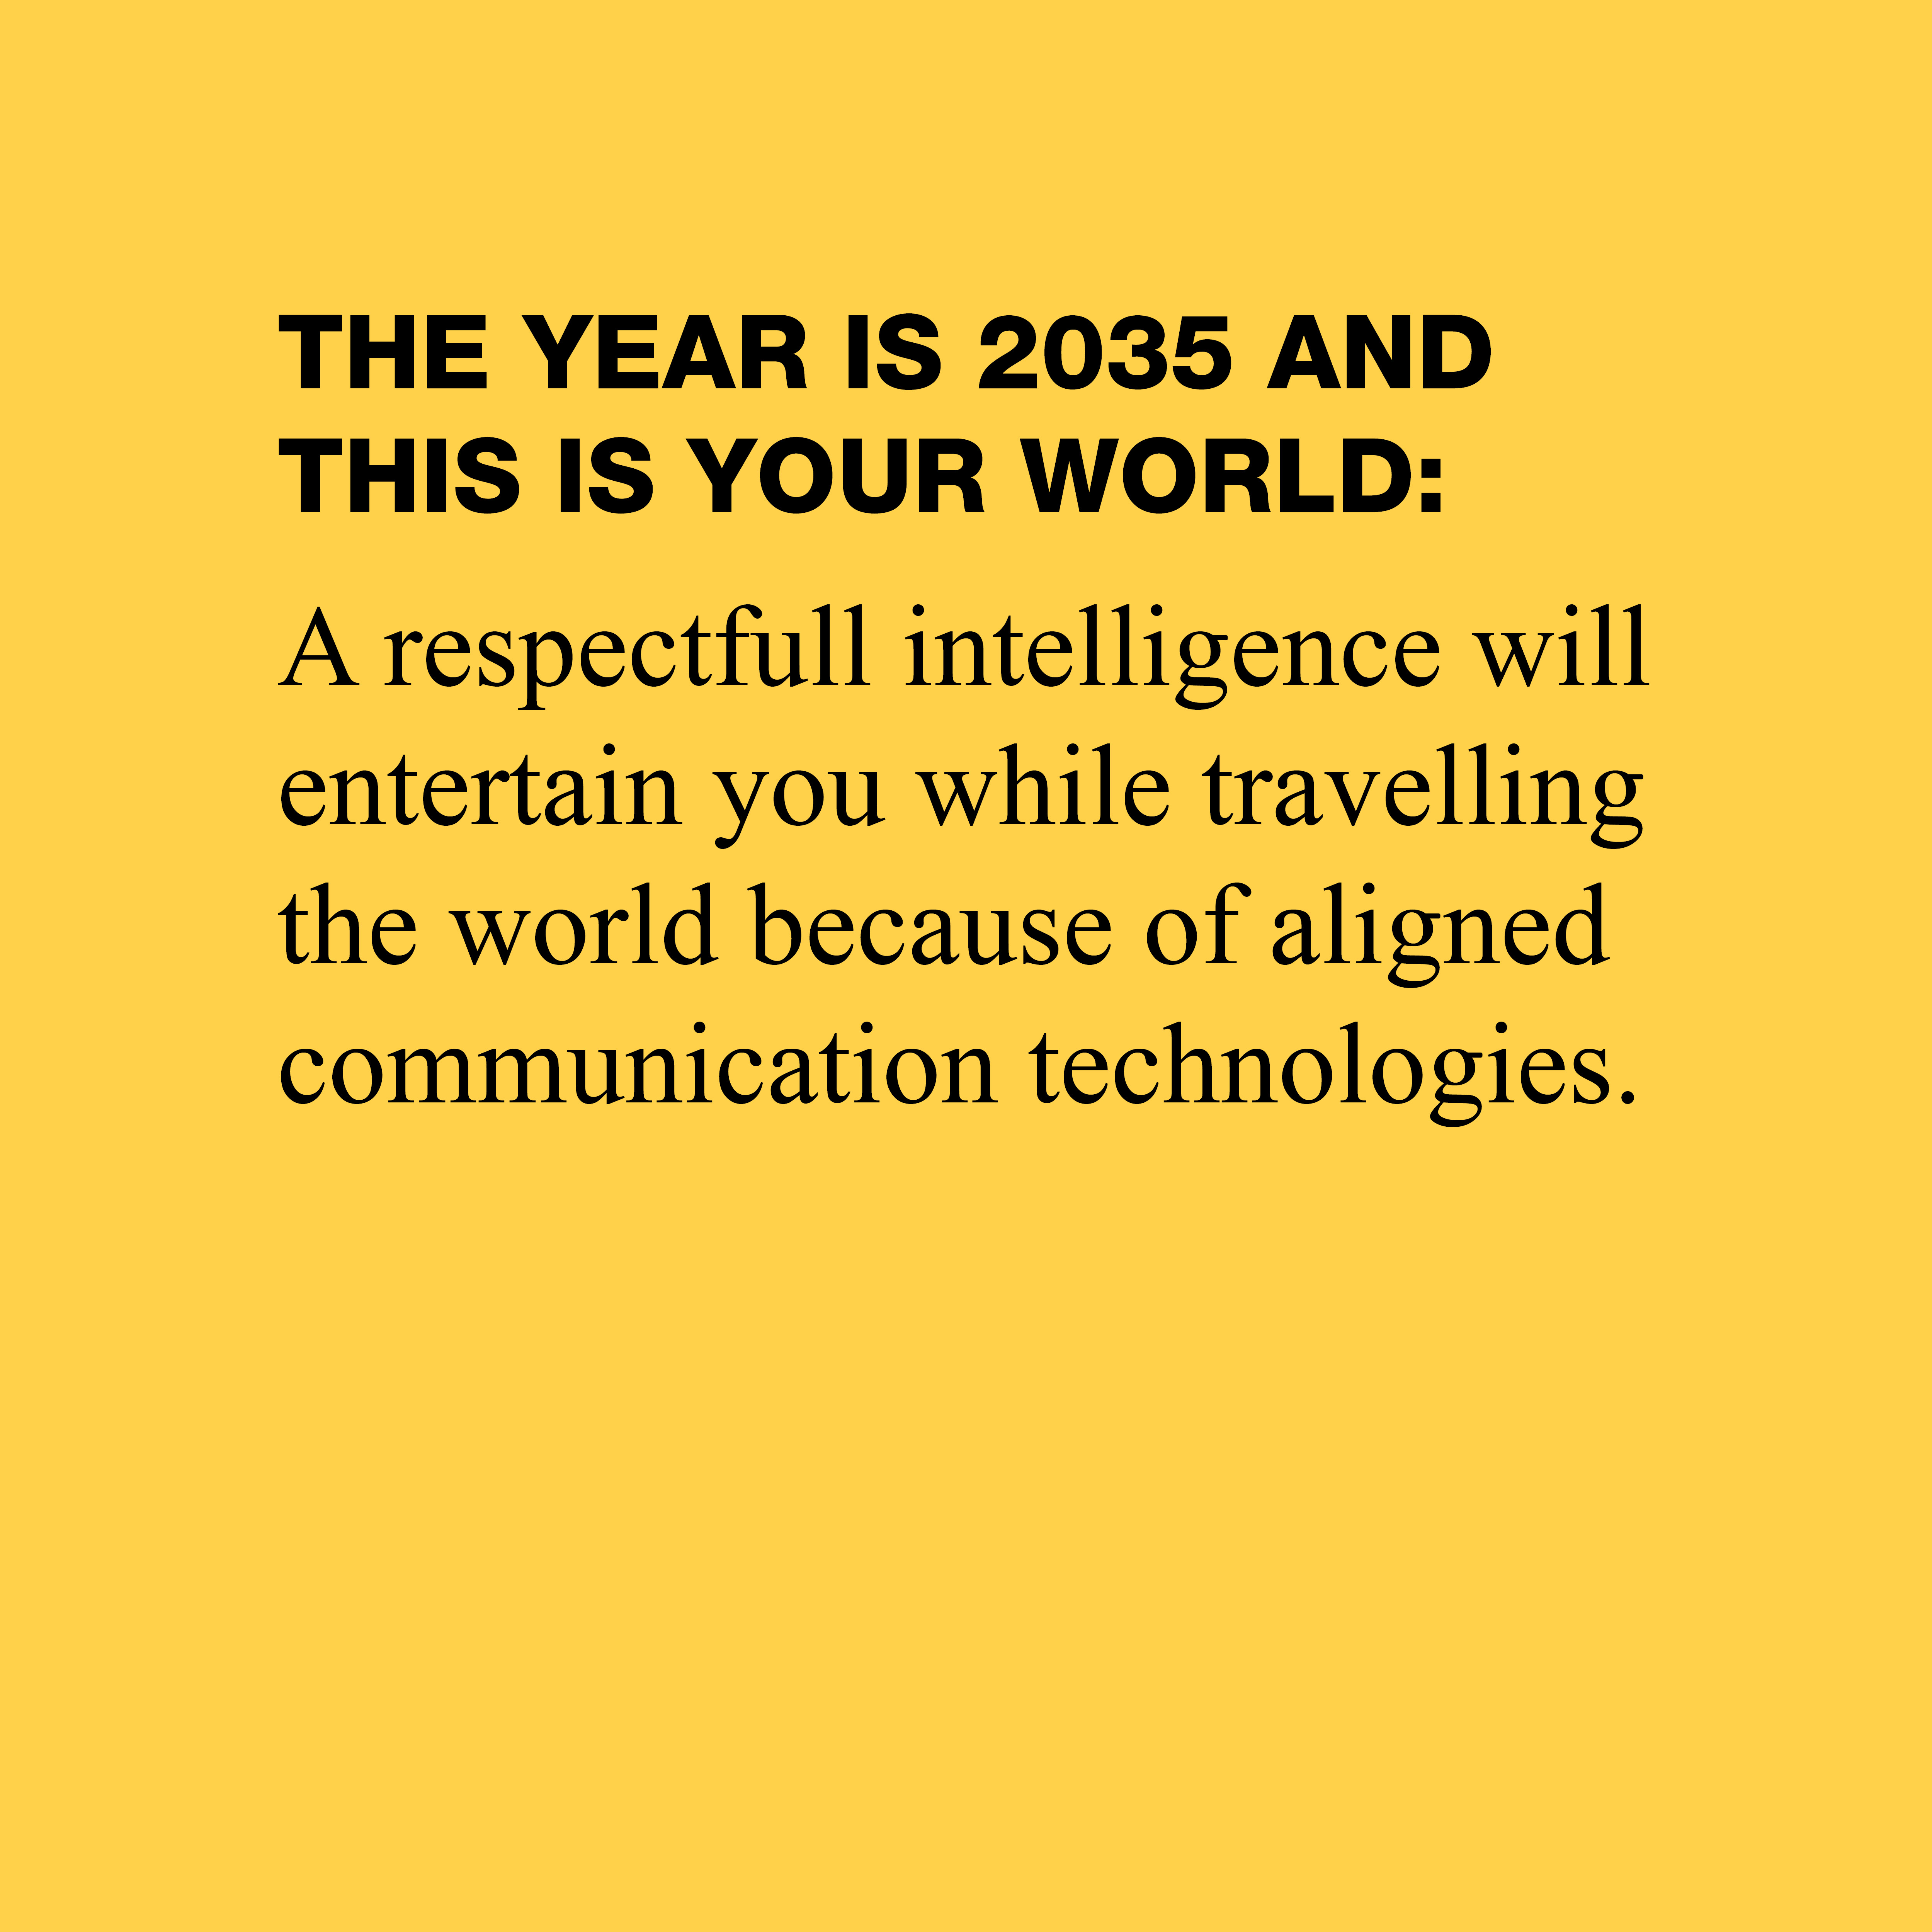 THE YEAR IS 2035 AND
THIS IS YOUR WORLD:
A respectfull intelligence will
entertain you while travelling
the world because of aligned
communication technologies.